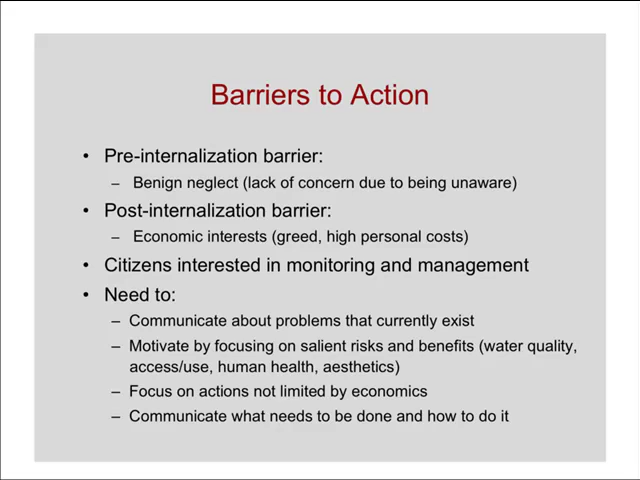 Barriers to Action
• Pre-internalization barrier:
– Benign neglect (lack of concern due to being unaware)
• Post-internalization barrier:
– Economic interests (greed, high personal costs)
• Citizens interested in monitoring and management
• Need to:
– Communicate about problems that currently exist
– Motivate by focusing on salient risks and benefits (water quality,
access/use, human health, aesthetics)
– Focus on actions not limited by economics
– Communicate what needs to be done and how to do it